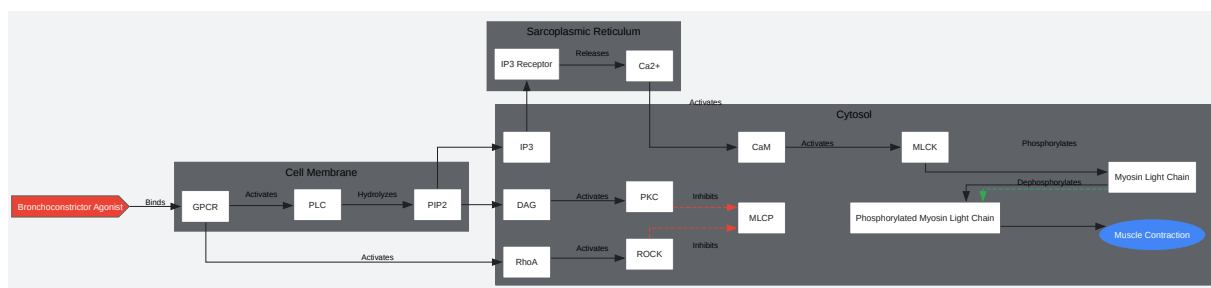 Sarcoplasmic Reticulum
IP3 Receptor
Releases
Ca2+
Activates
Cytosol
IP3
CaM
Activates
MLCK
Phosphorylates
Cell Membrane
Myosin Light Chain
Dephosphorylates
Bronchoconstrictor Agonist
Binds
GPCR
Activates
PLC
Hydrolyzes
PIP2
DAG
Activates
PKC
Inhibits
MLCP
Phosphorylated Myosin Light Chain
Muscle Contraction
Activates
RhoA
Activates
ROCK
Inhibits